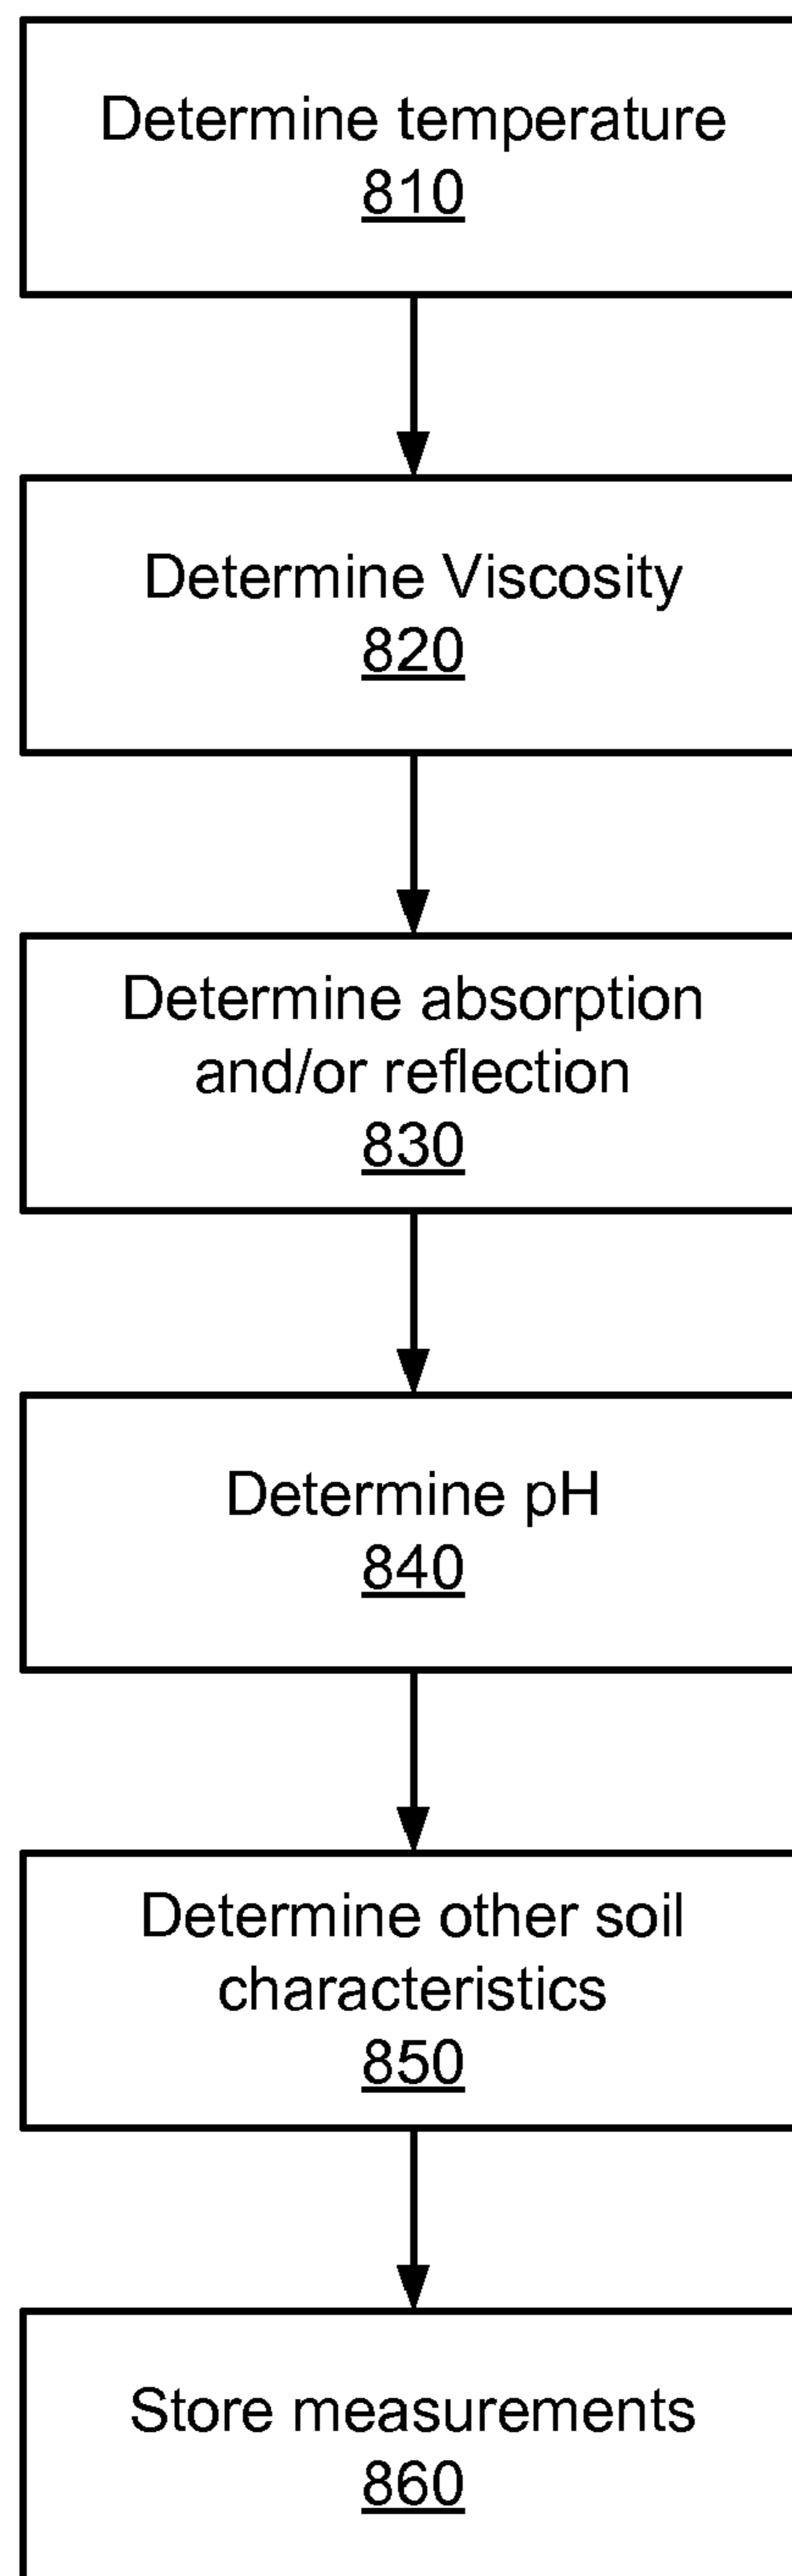 Determine temperature
810
Determine Viscosity
820
Determine absorption
and/or reflection
830
Determine pH
840
Determine other soil
characteristics
850
Store measurements
860